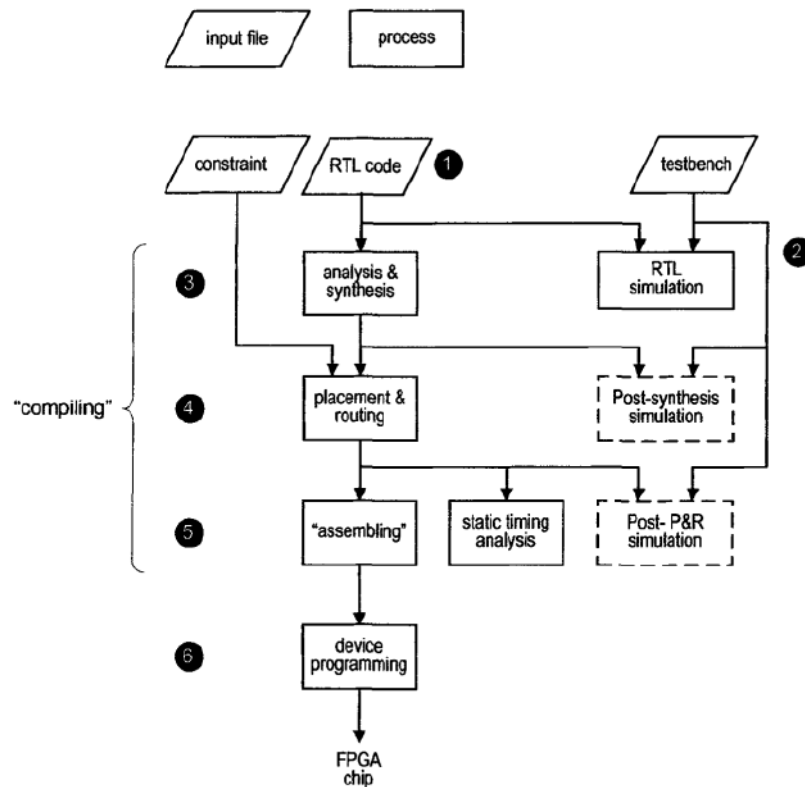 input file
process
constraint
RTL code
1
testbench
2
3
analysis &
synthesis
RTL
simulation
"compiling"
4
placement &
routing
Post-synthesis
simulation
5
"assembling"
static timing
analysis
Post- P&R
simulation
6
device
programming
FPGA
chip